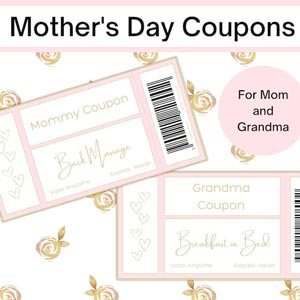 Mother's Day Coupons
For Mom
and
Grandma
Mommy Coupon
Back Massage
Valid: Anytime Expires: Never
Grandma
Coupon
Breakfast in Bed
Valid: Anytime Expires: Never